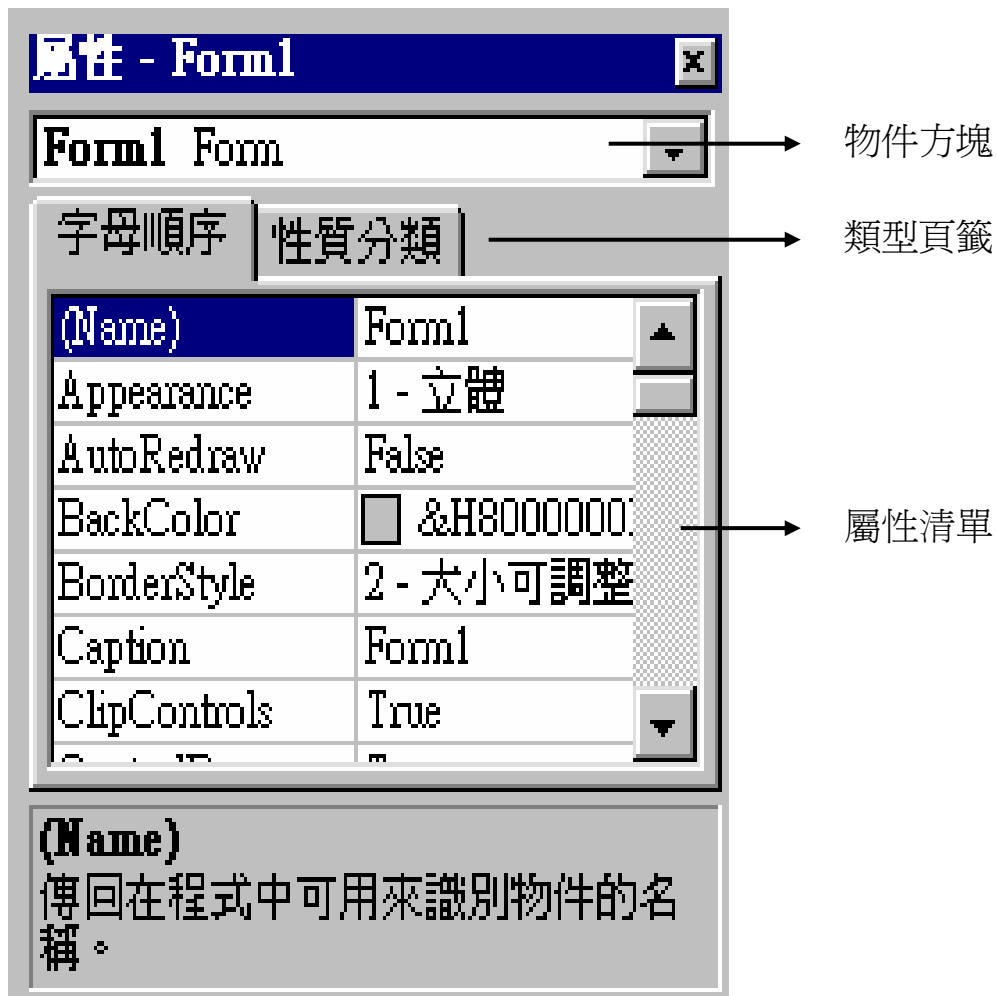 屬性 - Form1
Form1 Form
物件方塊
字母順序 性質分類
類型頁籤
(Name) Form1
Appearance 1 - 立體
AutoRedraw False
BackColor &H8000000
BorderStyle 2 - 大小可調整
屬性清單
Caption Form1
ClipControls True
(Name)
傳回在程式中可用來識別物件的名
稱。